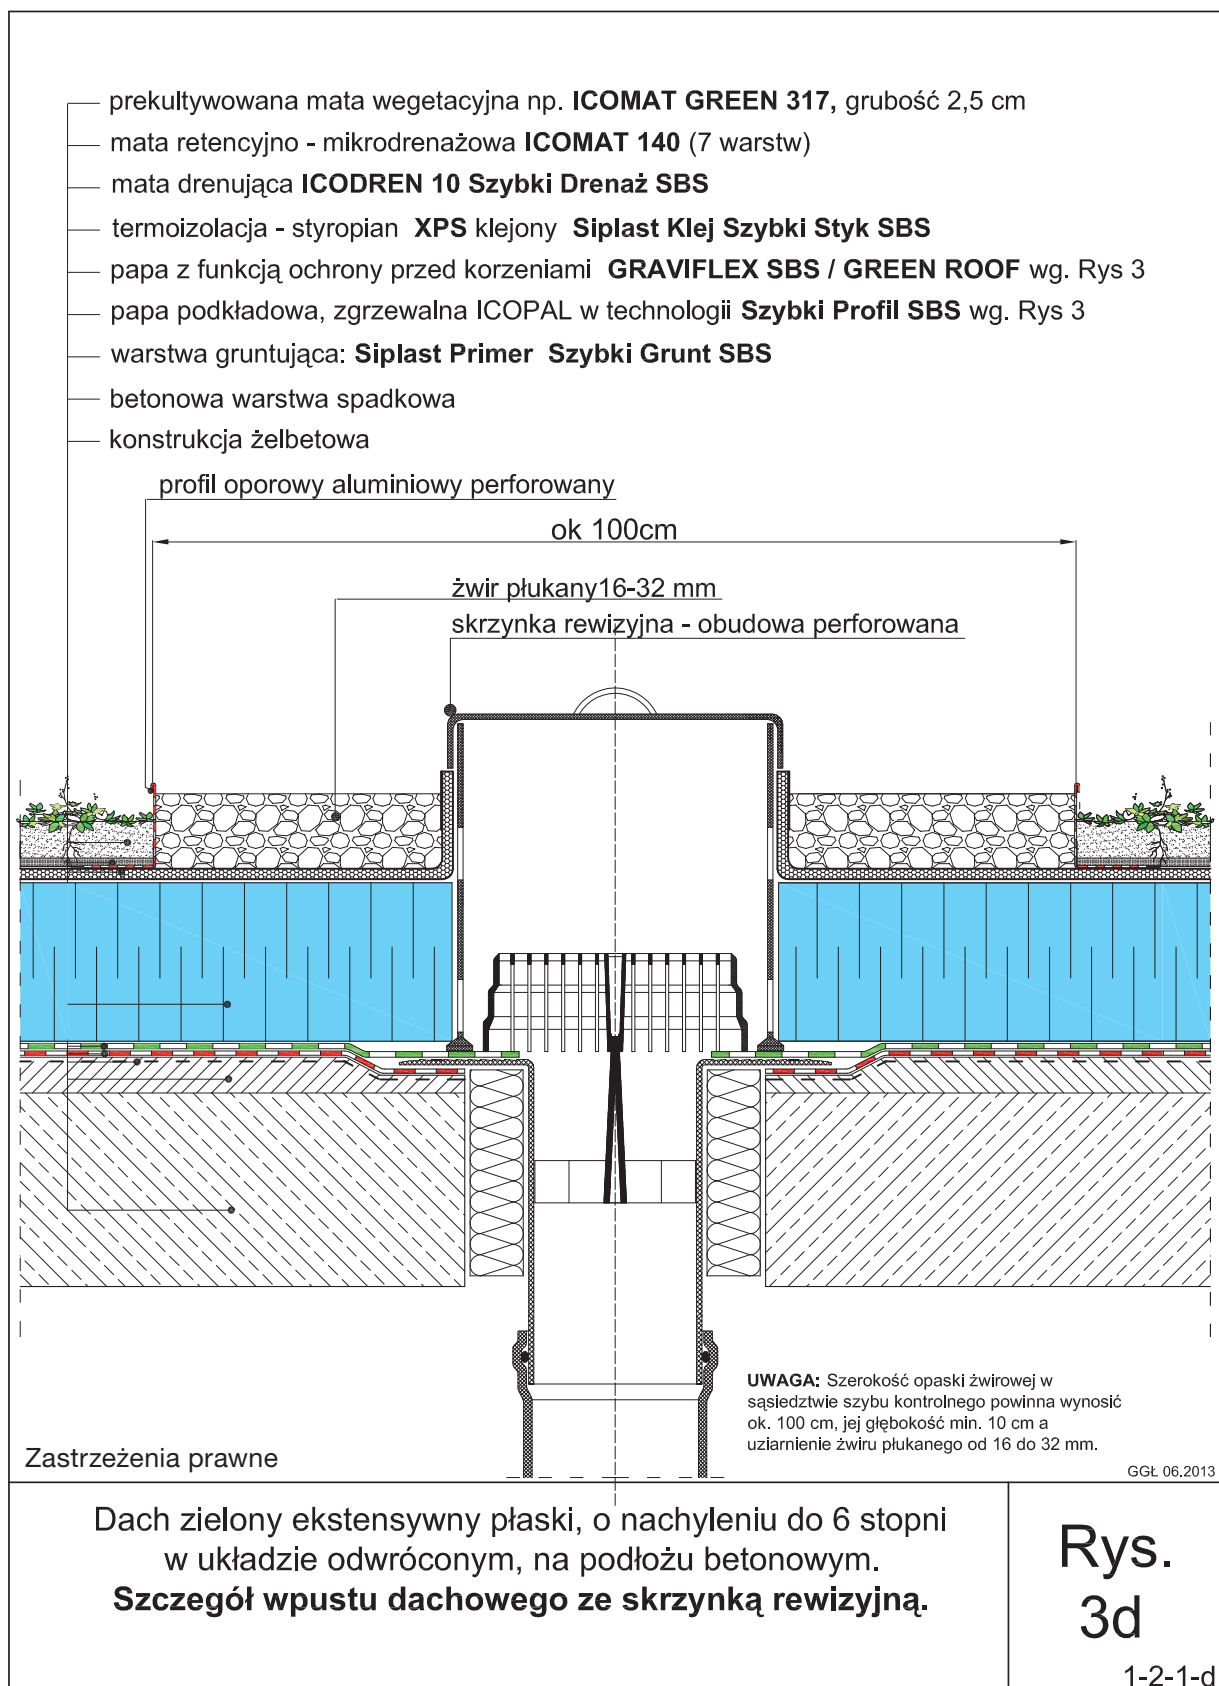 prekultywowana mata wegetacyjna np. ICOMAT GREEN 317, grubość 2,5 cm
mata retencyjno - mikrodrenażowa ICOMAT 140 (7 warstw)
mata drenująca ICODREN 10 Szybki Drenaż SBS
termoizolacja - styropian XPS klejony Siplast Klej Szybki Styk SBS
papa z funkcją ochrony przed korzeniami GRAVIFLEX SBS / GREEN ROOF wg. Rys 3
papa podkładowa, zgrzewalna ICOPAL w technologii Szybki Profil SBS wg. Rys 3
warstwa gruntująca: Siplast Primer Szybki Grunt SBS
betonowa warstwa spadkowa
konstrukcja żelbetowa
profil oporowy aluminiowy perforowany
ok 100cm
żwir płukany16-32 mm
skrzynka rewizyjna - obudowa perforowana
UWAGA: Szerokość opaski żwirowej w
sąsiedztwie szybu kontrolnego powinna wynosić
ok. 100 cm, jej głębokość min. 10 cm a
uziarnienie żwiru płukanego od 16 do 32 mm.
Zastrzeżenia prawne
GGŁ 06.2013
Dach zielony ekstensywny płaski, o nachyleniu do 6 stopni
w układzie odwróconym, na podłożu betonowym.
Szczegół wpustu dachowego ze skrzynką rewizyjną.
Rys.
3d
1-2-1-d